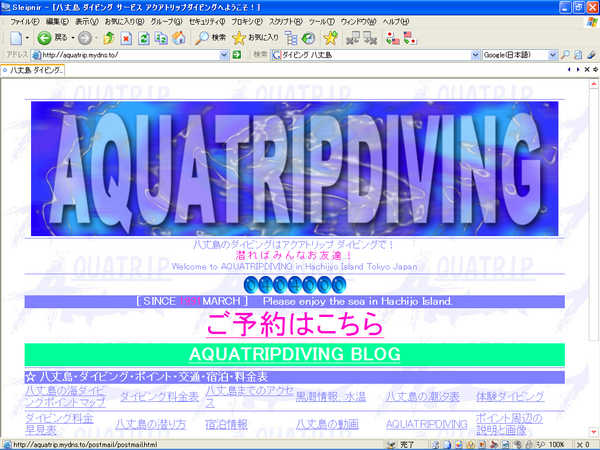 Sleipnir - [八丈島 ダイビング サービス アクアトリップダイビングへようこそ！]
ファイル(F) 編集(E) 表示(V) お気に入り(B) グループ(G) セキュリティ(I) プロキシ(P) スクリプト(R) ツール(T) ウィンドウ(W) ヘルプ(H)
戻る 検索 お気に入り
アドレス http://aquatrip.mydns.to/ ダイビング 八丈島 Google(日本語)
八丈島 ダイビング..
AQUATRIPDIVING
八丈島のダイビングはアクアトリップ ダイビングで！
潜ればみんなお友達！
Welcome to AQUATRIPDIVING in Hachijyo Island Tokyo Japan
0404000
[ SINCE MARCH ] Please enjoy the sea in Hachijo Island.
ご予約はこちら
AQUATRIPDIVING BLOG
☆ 八丈島・ダイビング・ポイント・交通・宿泊・料金表
八丈島の海ダイビングポイントマップ ダイビング料金表 八丈島までのアクセス 黒潮情報、水温 八丈島の潮汐表 体験ダイビング
ダイビング料金早見表 八丈島の潜り方 宿泊情報 八丈島の動画 AQUATRIPDIVING ポイント周辺の説明と画像
http://aquatrip.mydns.to/postmail/postmail.html 完了 100% × 0